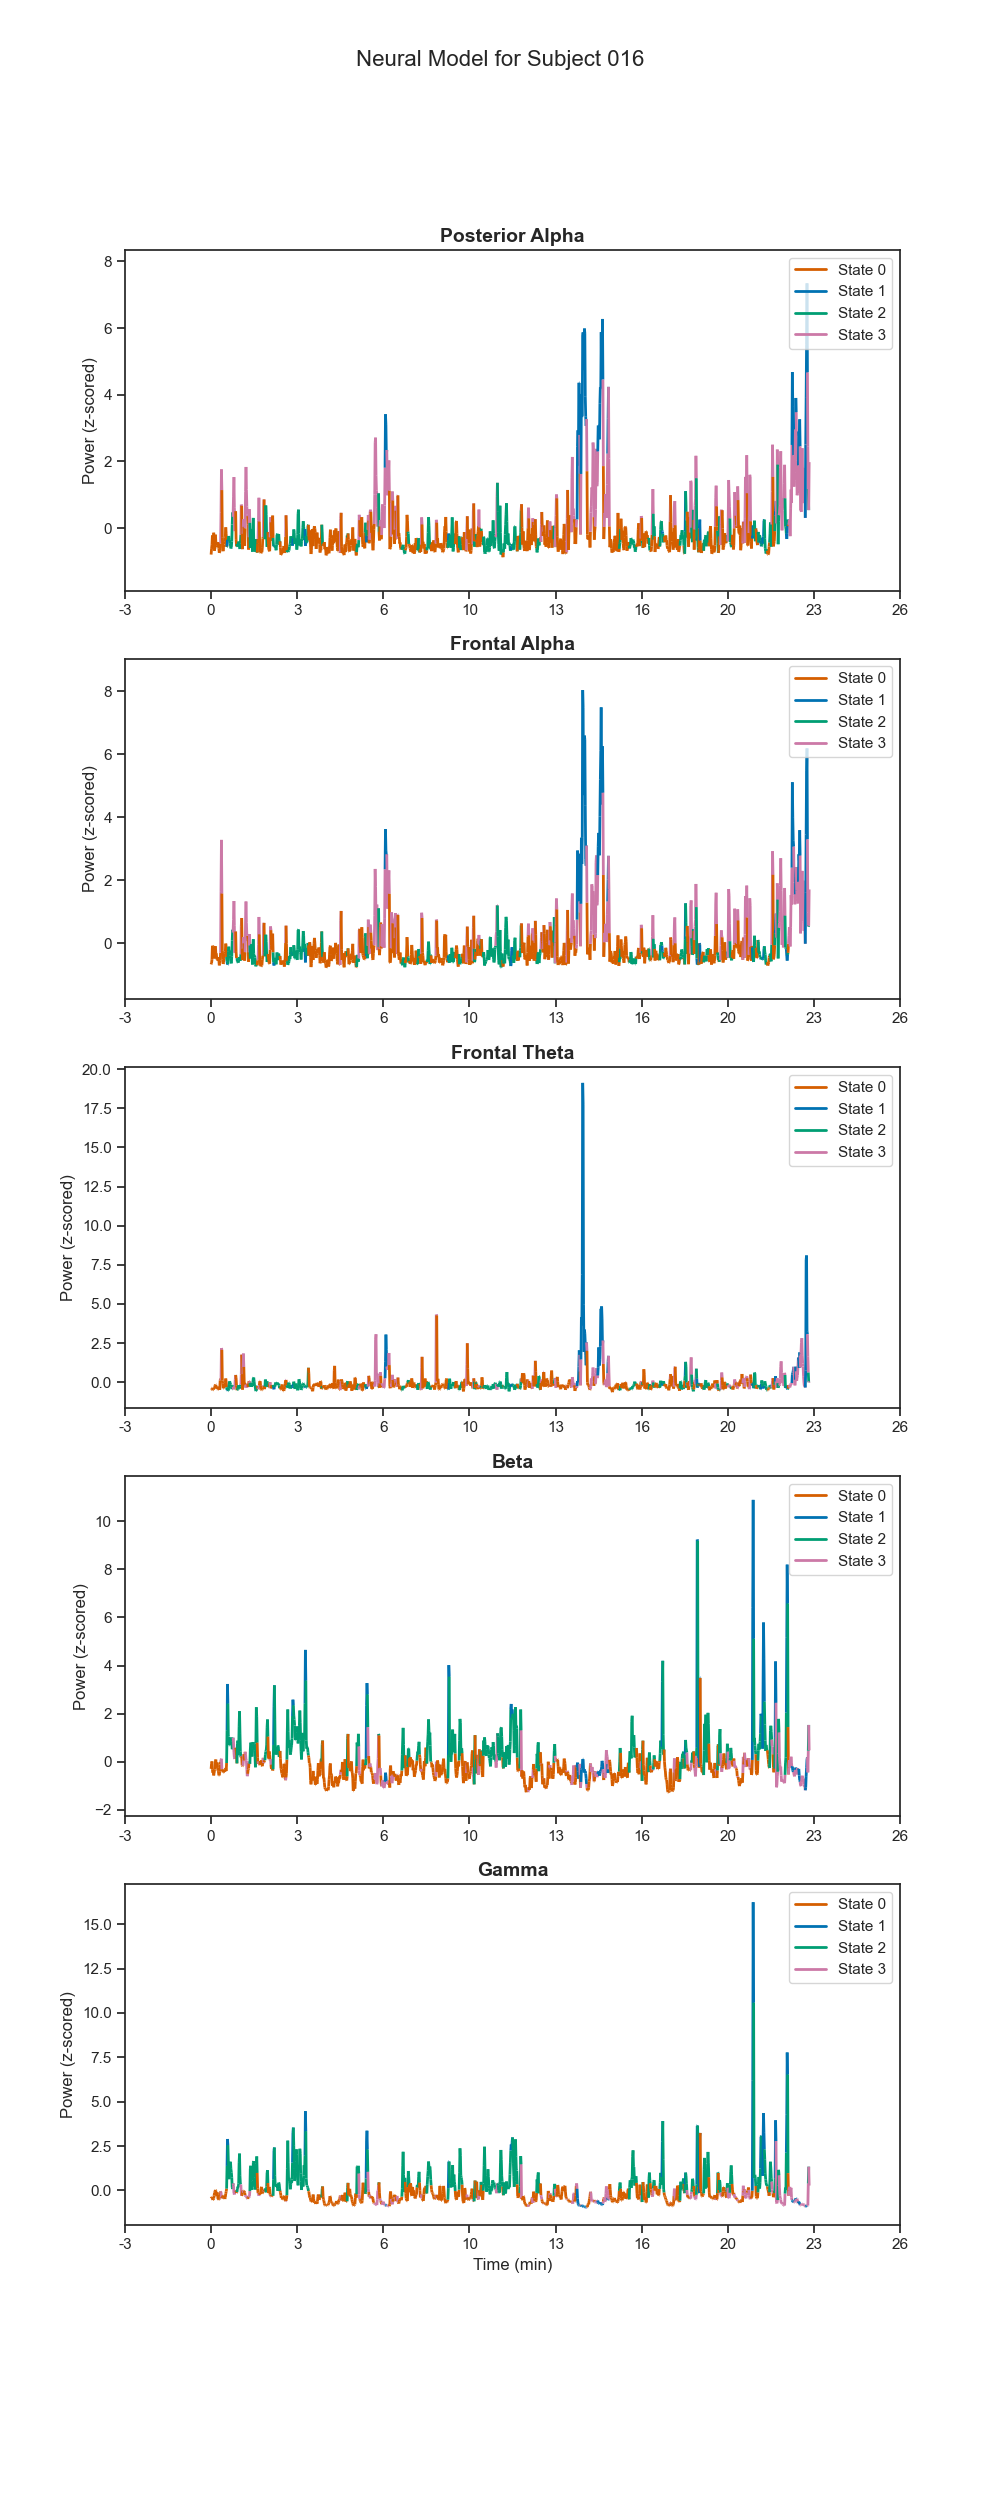 Neural Model for Subject 016
Posterior Alpha
8
6
4
2
0
Power (z-scored)
State 0
State 1
State 2
State 3
-3 0 3 6 10 13 16 20 23 26
Frontal Alpha
8
6
4
2
0
Power (z-scored)
State 0
State 1
State 2
State 3
-3 0 3 6 10 13 16 20 23 26
Frontal Theta
20.0
17.5
15.0
12.5
10.0
7.5
5.0
2.5
0.0
Power (z-scored)
State 0
State 1
State 2
State 3
-3 0 3 6 10 13 16 20 23 26
Beta
10
8
6
4
2
0
−2
Power (z-scored)
State 0
State 1
State 2
State 3
-3 0 3 6 10 13 16 20 23 26
Gamma
15.0
12.5
10.0
7.5
5.0
2.5
0.0
Power (z-scored)
State 0
State 1
State 2
State 3
-3 0 3 6 10 13 16 20 23 26
Time (min)